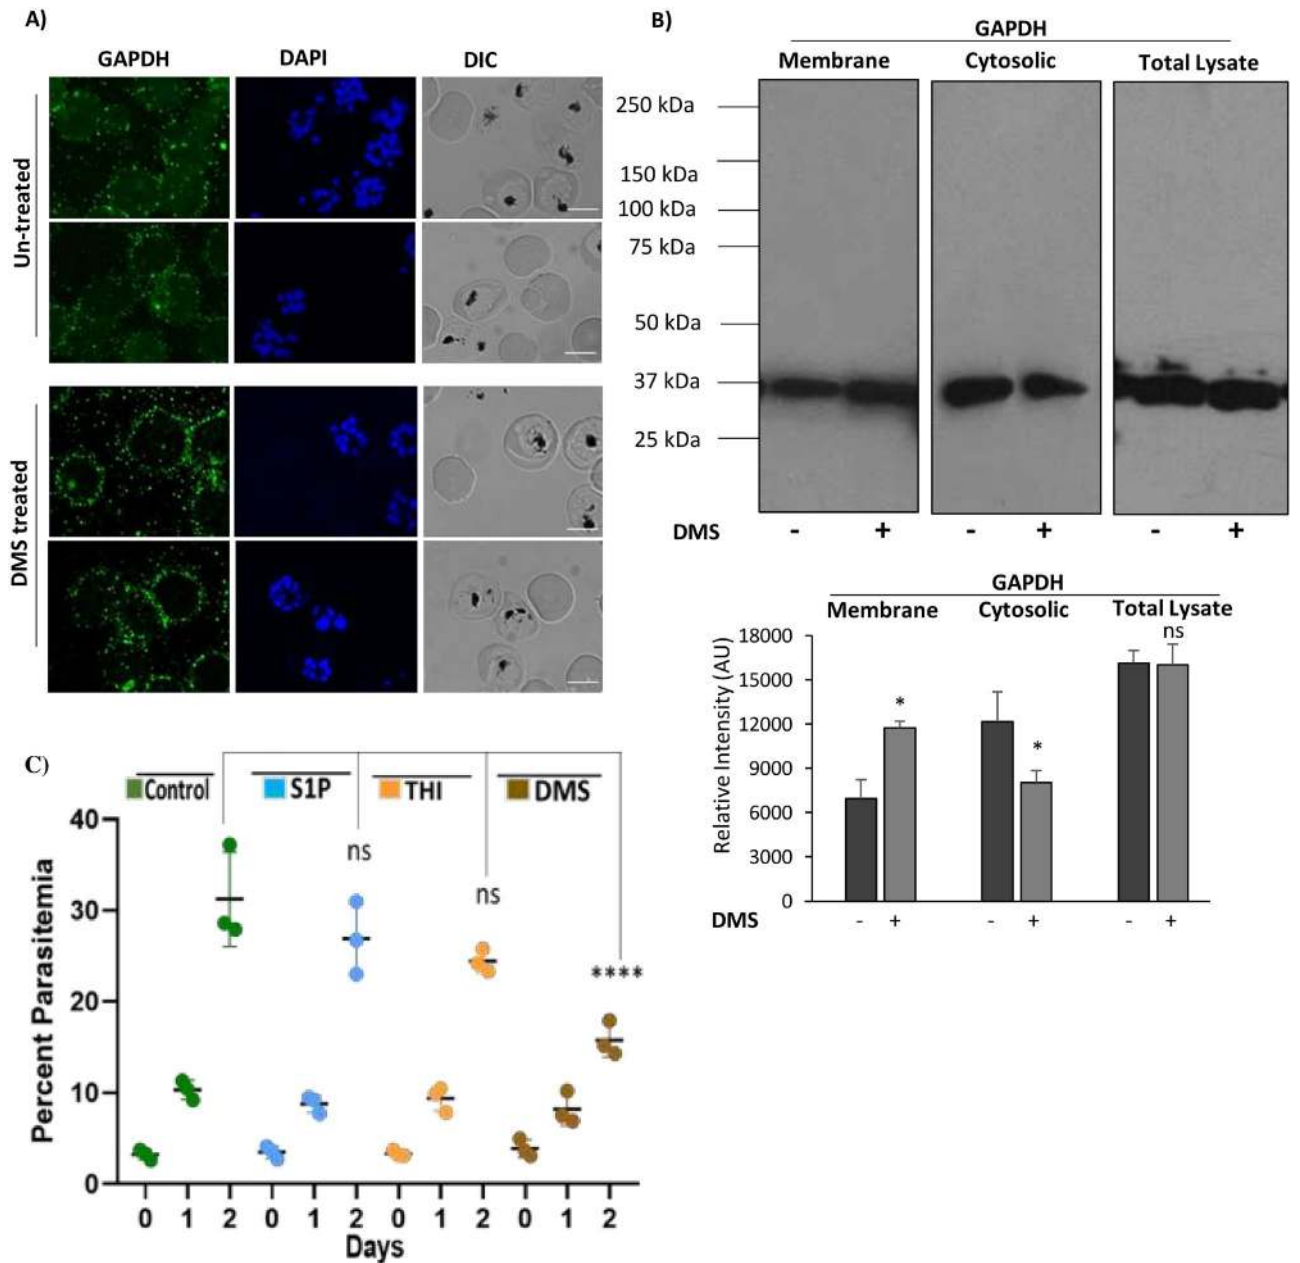 A)
GAPDH DAPI DIC
Un-treated
DMS treated
B)
GAPDH
Membrane Cytosolic Total Lysate
250 kDa
150 kDa
100 kDa
75 kDa
50 kDa
37 kDa
25 kDa
DMS - + - + - +
GAPDH
Membrane Cytosolic Total Lysate
ns
*
*
Relative Intensity (AU)
18000
15000
12000
9000
6000
3000
0
DMS - + - + - +
C)
Control S1P THI DMS
ns
ns
****
Percent Parasitemia
40
30
20
10
0
0 1 2 0 1 2 0 1 2 0 1 2
Days